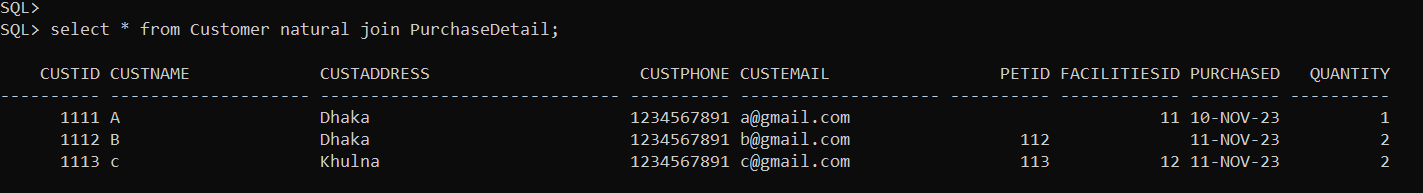 SQL>
SQL> select * from Customer natural join PurchaseDetail;
CUSTID CUSTNAME CUSTADDRESS CUSTPHONE CUSTEMAIL PETID FACILITIESID PURCHASED QUANTITY
---------- -------------------- ------------------------------ ---------- -------------------- ---------- ------------ --------- ----------
1111 A Dhaka 1234567891 a@gmail.com 11 10-NOV-23 1
1112 B Dhaka 1234567891 b@gmail.com 112 11-NOV-23 2
1113 c Khulna 1234567891 c@gmail.com 113 12 11-NOV-23 2